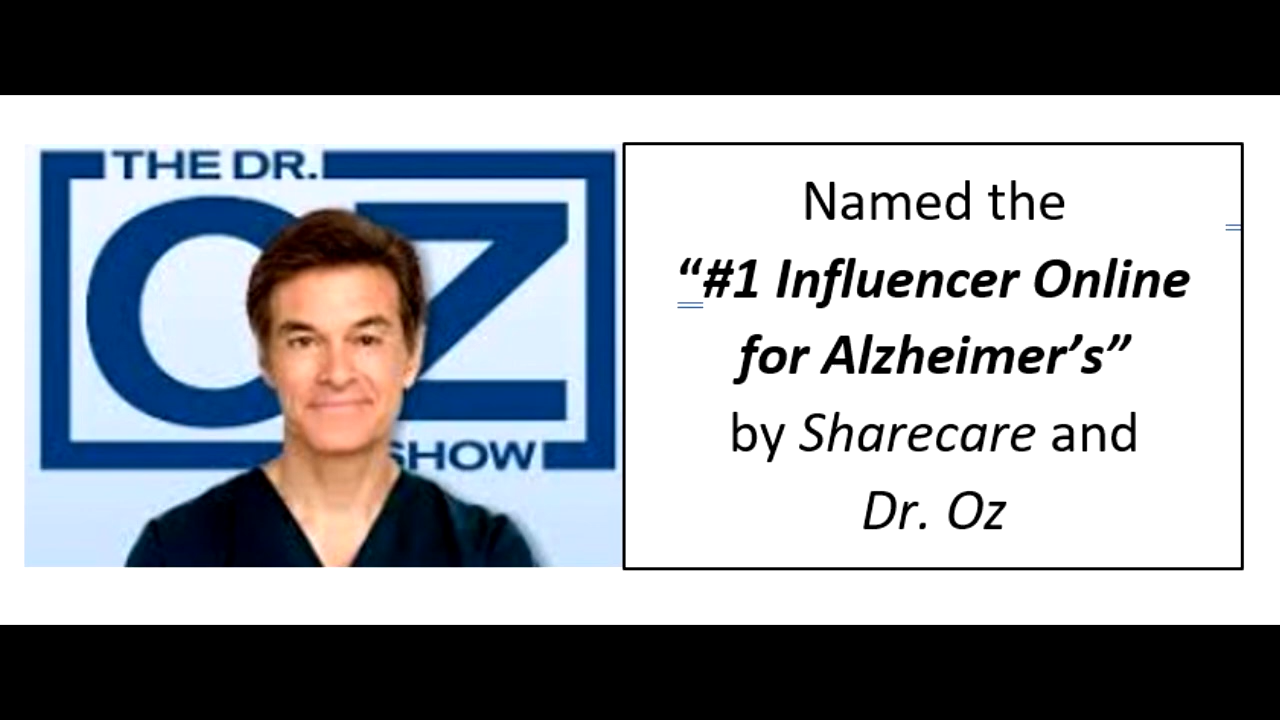 THE DR.
OZ
SHOW
Named the
“#1 Influencer Online
for Alzheimer’s”
by Sharecare and
Dr. Oz